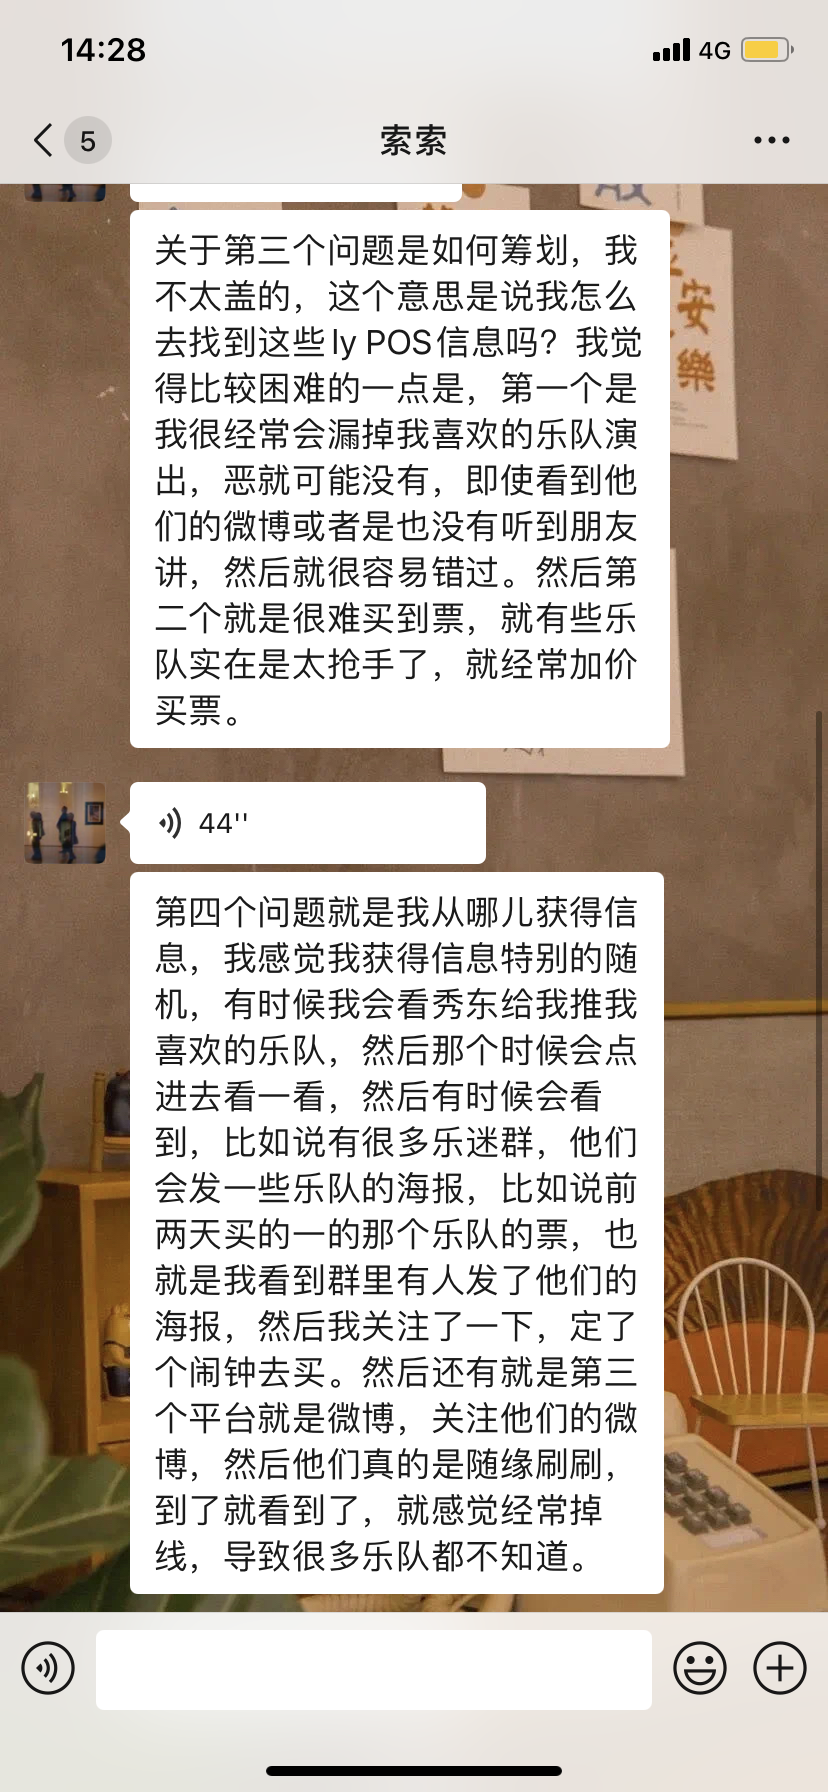 14:28
4G
5
索索
安
樂
关于第三个问题是如何筹划，我
不太盖的，这个意思是说我怎么
去找到这些ly POS信息吗？我觉
得比较困难的一点是，第一个是
我很经常会漏掉我喜欢的乐队演
出，恶就可能没有，即使看到他
们的微博或者是也没有听到朋友
讲，然后就很容易错过。然后第
二个就是很难买到票，就有些乐
队实在是太抢手了，就经常加价
买票。
44''
第四个问题就是我从哪儿获得信
息，我感觉我获得信息特别的随
机，有时候我会看秀东给我推我
喜欢的乐队，然后那个时候会点
进去看一看，然后有时候会看
到，比如说有很多乐迷群，他们
会发一些乐队的海报，比如说前
两天买的一的那个乐队的票，也
就是我看到群里有人发了他们的
海报，然后我关注了一下，定了
个闹钟去买。然后还有就是第三
个平台就是微博，关注他们的微
博，然后他们真的是随缘刷刷，
到了就看到了，就感觉经常掉
线，导致很多乐队都不知道。